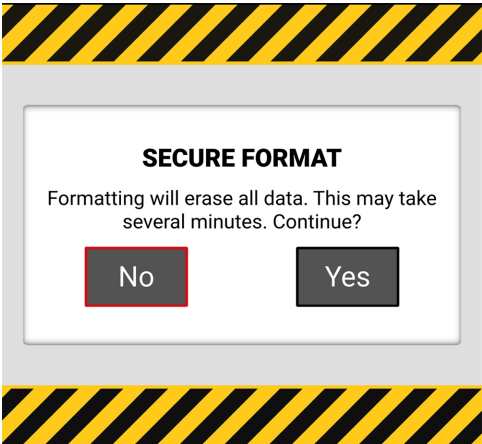 SECURE FORMAT
Formatting will erase all data. This may take
several minutes. Continue?
No
Yes